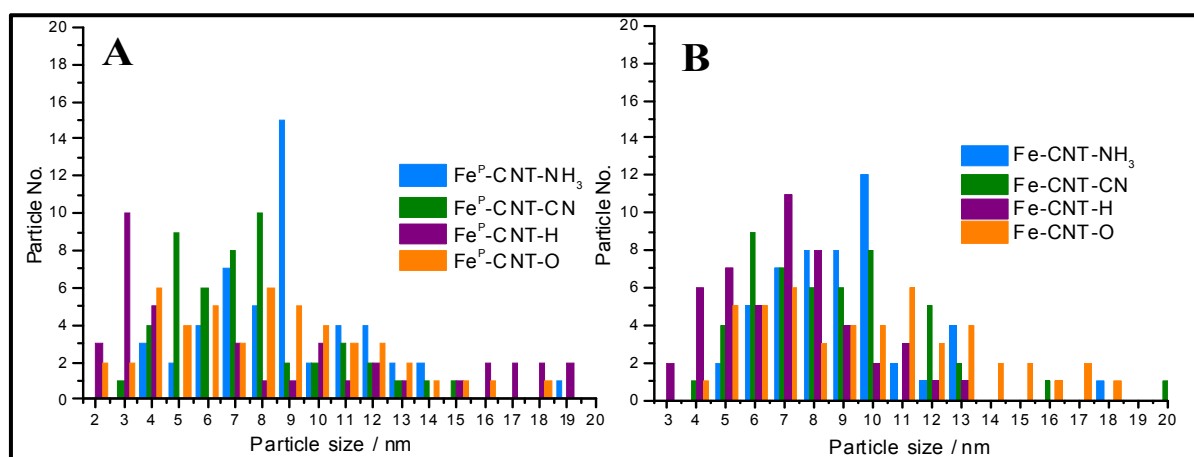 A
Particle No.
20
18
16
14
12
10
8
6
4
2
0
Fe^P-CNT-NH₃
Fe^P-CNT-CN
Fe^P-CNT-H
Fe^P-CNT-O
2 3 4 5 6 7 8 9 10 11 12 13 14 15 16 17 18 19 20
Particle size / nm
B
Particle No.
20
18
16
14
12
10
8
6
4
2
0
Fe-CNT-NH₃
Fe-CNT-CN
Fe-CNT-H
Fe-CNT-O
3 4 5 6 7 8 9 10 11 12 13 14 15 16 17 18 19 20
Particle size / nm